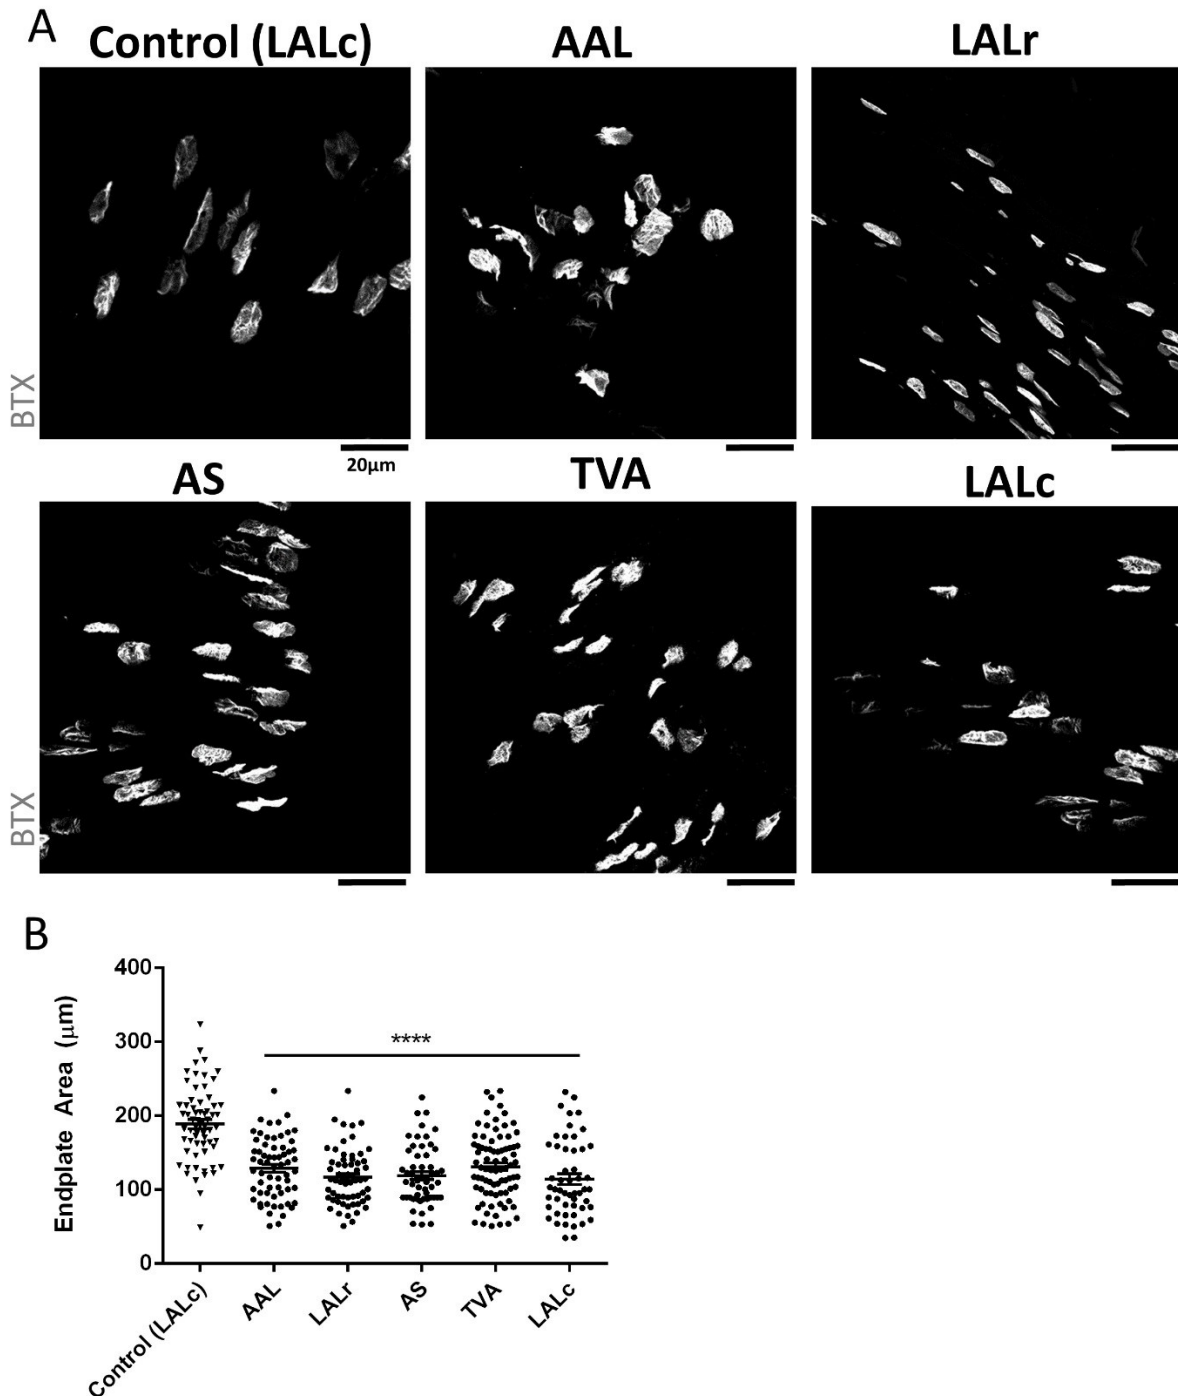 A
Control (LALc)
AAL
LALr
BTX
20µm
AS
TVA
LALc
BTX
B
Endplate Area (µm)
400
300
200
100
0
****
Control (LALc)
AAL
LALr
AS
TVA
LALc